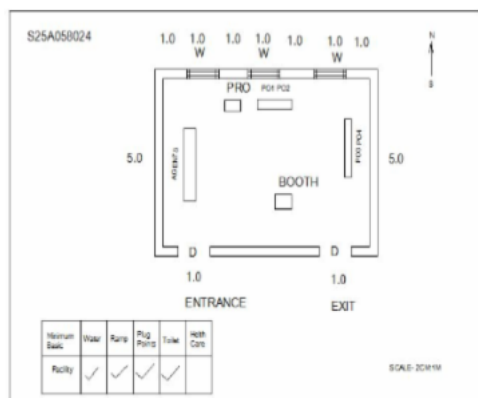 S25A058024
1.0 1.0 1.0 1.0 1.0 1.0 1.0
W W W
N
S
PRO PO1 PO2
5.0
AGENTS
PO3 PO4
5.0
BOOTH
D D
1.0 1.0
ENTRANCE EXIT
Minimum Basic Water Ramp Plug Points Toilet Helth Care
Facility ✓ ✓ ✓ ✓
SCALE- 2CM:1M